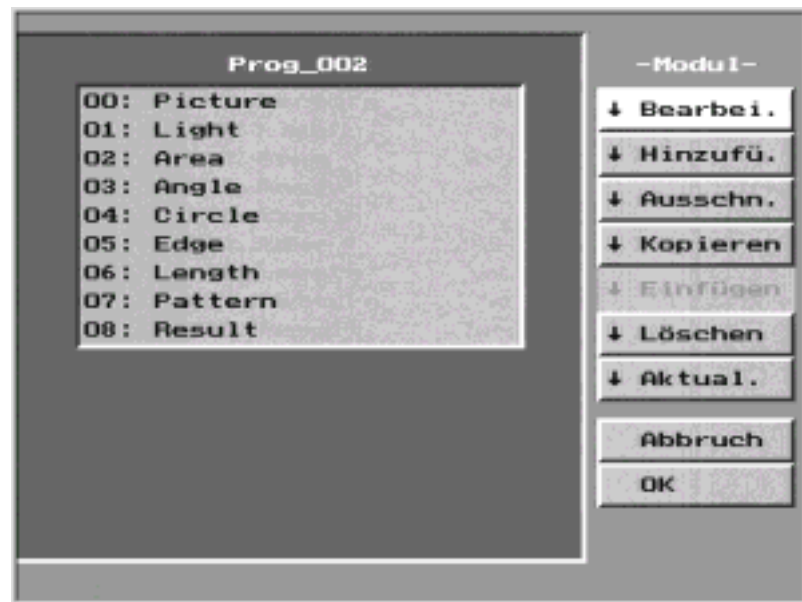 Prog_002
00: Picture
01: Light
02: Area
03: Angle
04: Circle
05: Edge
06: Length
07: Pattern
08: Result
-Modul-
↓ Bearbei.
↓ Hinzufü.
↓ Ausschn.
↓ Kopieren
↓ Einfügen
↓ Löschen
↓ Aktual.
Abbruch
OK